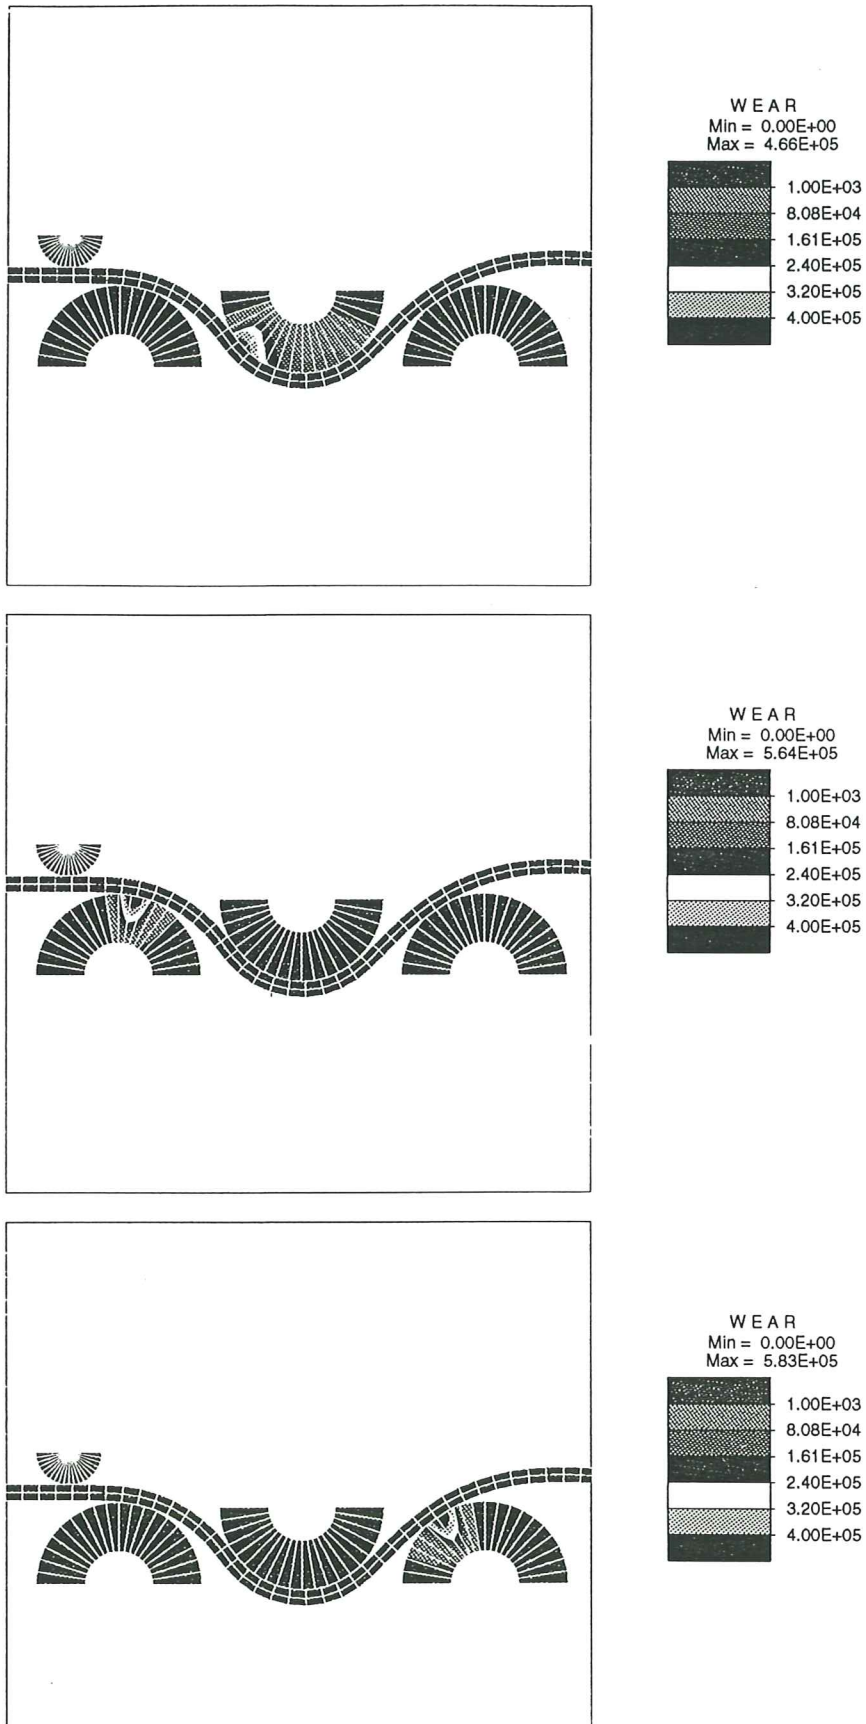 W E A R
Min = 0.00E+00
Max = 4.66E+05
1.00E+03
8.08E+04
1.61E+05
2.40E+05
3.20E+05
4.00E+05
W E A R
Min = 0.00E+00
Max = 5.64E+05
1.00E+03
8.08E+04
1.61E+05
2.40E+05
3.20E+05
4.00E+05
W E A R
Min = 0.00E+00
Max = 5.83E+05
1.00E+03
8.08E+04
1.61E+05
2.40E+05
3.20E+05
4.00E+05